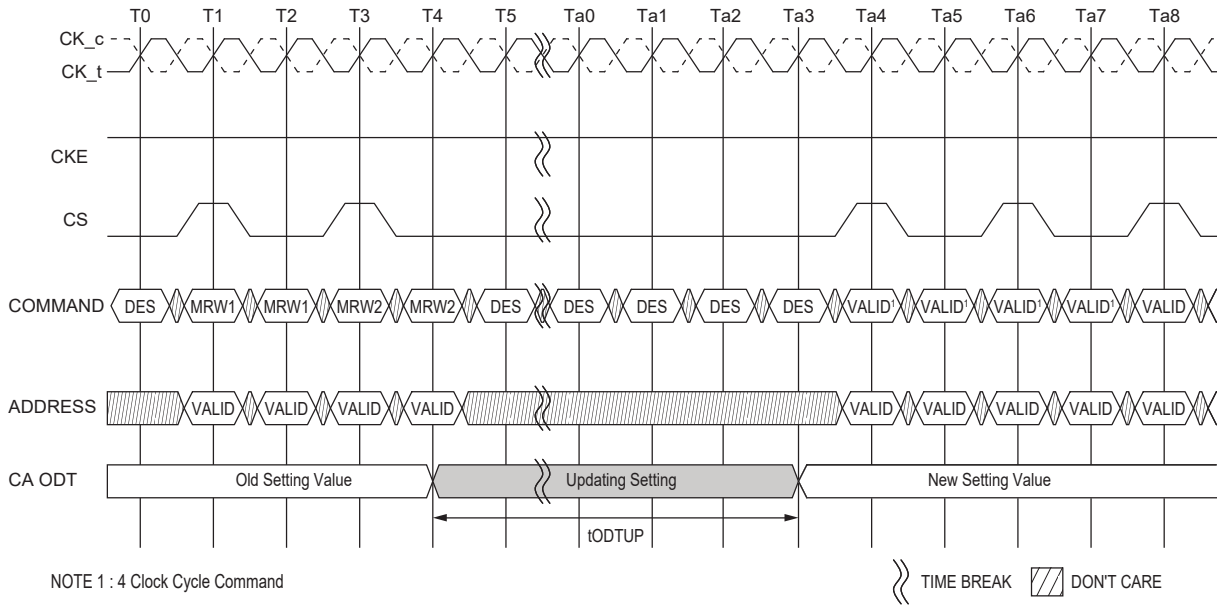 T0 T1 T2 T3 T4 T5 Ta0 Ta1 Ta2 Ta3 Ta4 Ta5 Ta6 Ta7 Ta8
CK_c
CK_t
CKE
CS
COMMAND DES MRW1 MRW1 MRW2 MRW2 DES DES DES DES DES VALID¹ VALID¹ VALID¹ VALID¹ VALID
ADDRESS VALID VALID VALID VALID VALID VALID VALID VALID VALID
CA ODT Old Setting Value Updating Setting New Setting Value
tODTUP
NOTE 1 : 4 Clock Cycle Command TIME BREAK DON'T CARE